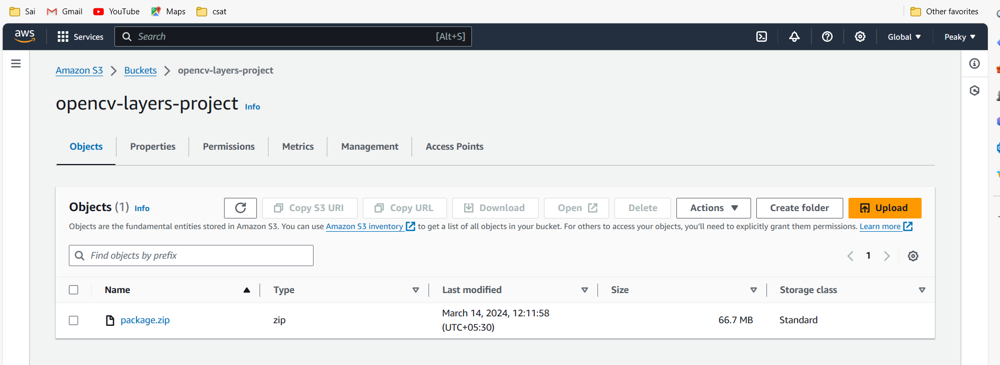 Sai Gmail YouTube Maps csat Other favorites
aws Services Search [Alt+S] Global Peaky
Amazon S3 Buckets opencv-layers-project
opencv-layers-project Info
Objects Properties Permissions Metrics Management Access Points
Objects (1) Info Copy S3 URI Copy URL Download Open Delete Actions Create folder Upload
Objects are the fundamental entities stored in Amazon S3. You can use Amazon S3 inventory to get a list of all objects in your bucket. For others to access your objects, you’ll need to explicitly grant them permissions. Learn more
Find objects by prefix 1
Name Type Last modified Size Storage class
package.zip zip March 14, 2024, 12:11:58 (UTC+05:30) 66.7 MB Standard